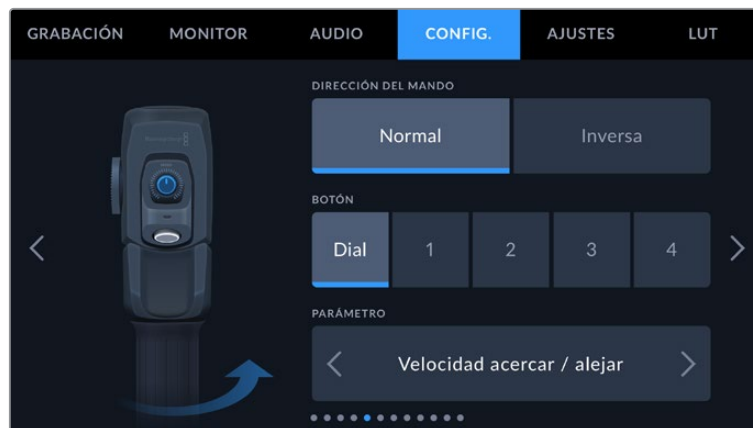 GRABACIÓN MONITOR AUDIO CONFIG. AJUSTES LUT
DIRECCIÓN DEL MANDO
Normal Inversa
BOTÓN
Dial 1 2 3 4
PARÁMETRO
Velocidad acercar / alejar